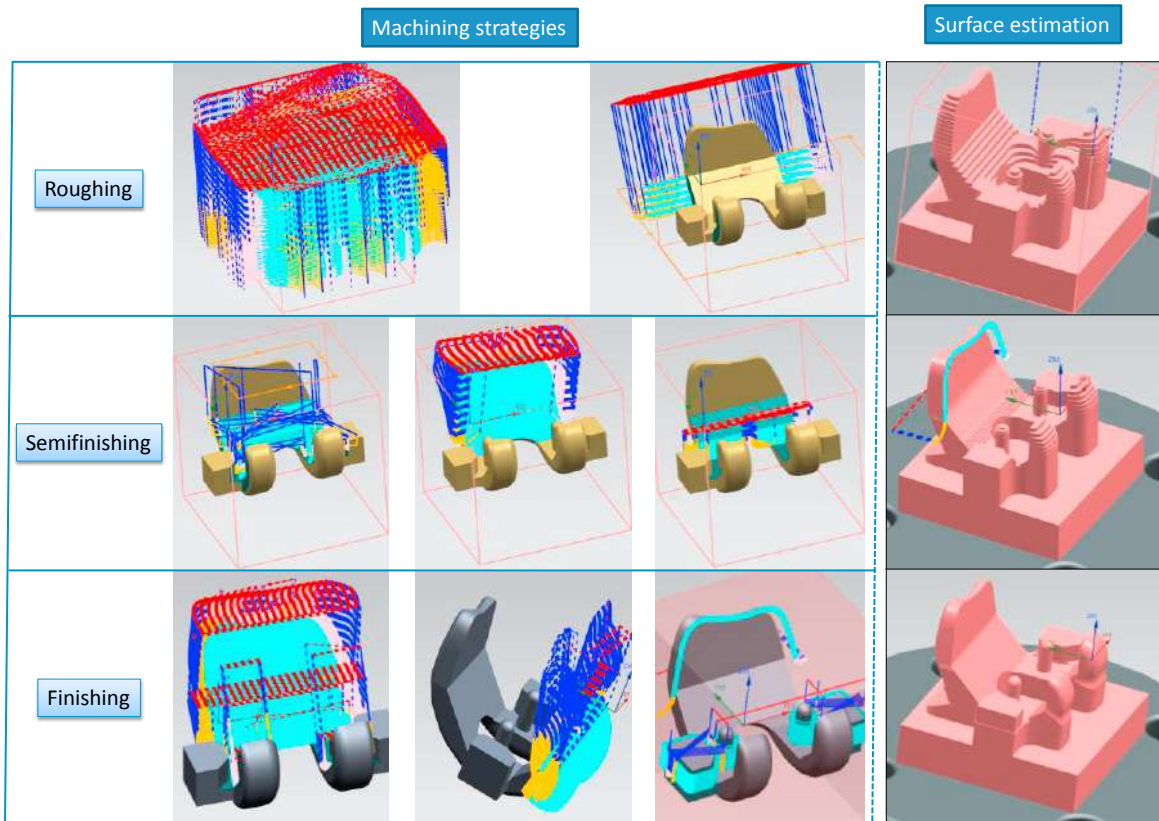 Machining strategies
Surface estimation
Roughing
Semifinishing
Finishing